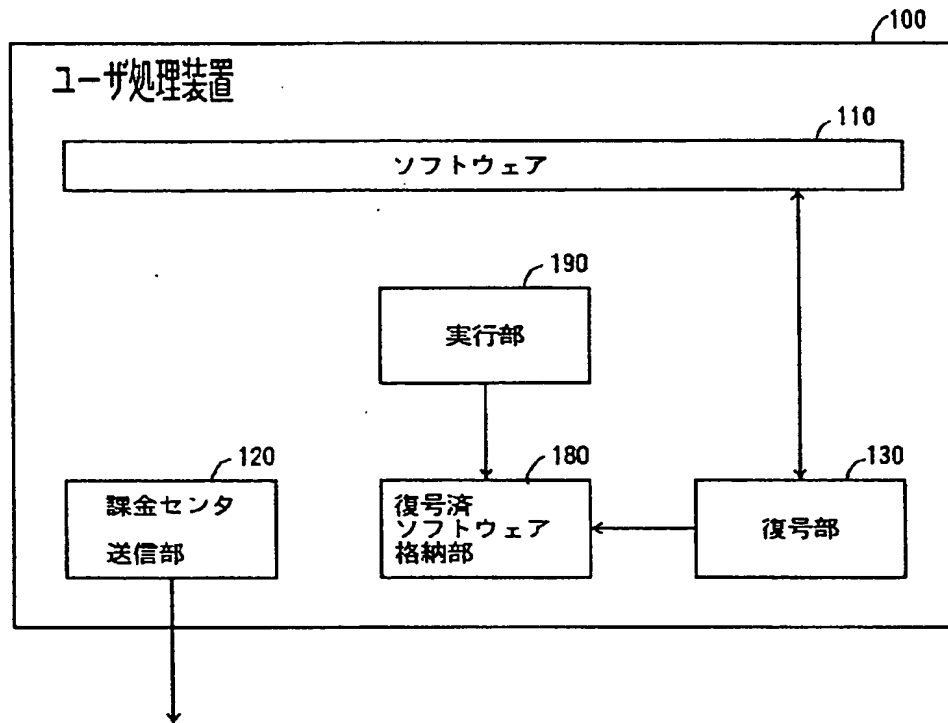 100
ユーザ処理装置
110
ソフトウェア
190
実行部
120
課金センタ
送信部
180
復号済
ソフトウェア
格納部
130
復号部